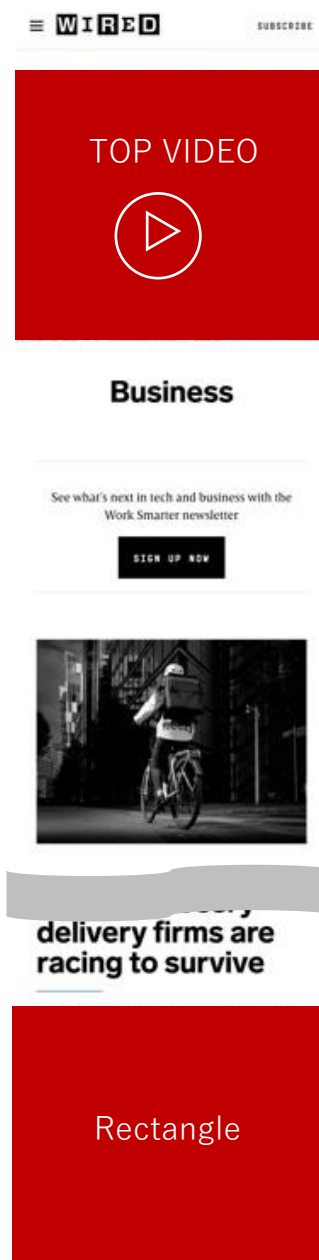 WIRED
SUBSCRIBE
TOP VIDEO
Business
See what's next in tech and business with the
Work Smarter newsletter
SIGN UP NOW
delivery firms are
racing to survive
Rectangle